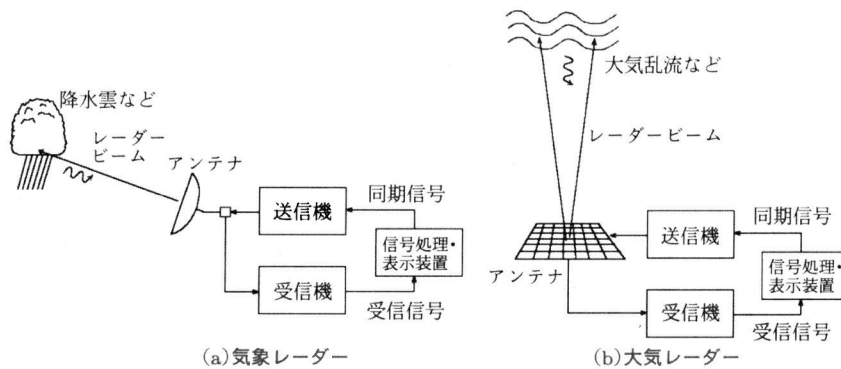 降水雲など
レーダー
ビーム
アンテナ
送信機
同期信号
信号処理・
表示装置
受信機
受信信号
(a)気象レーダー
大気乱流など
レーダービーム
アンテナ
送信機
同期信号
信号処理・
表示装置
受信機
受信信号
(b)大気レーダー